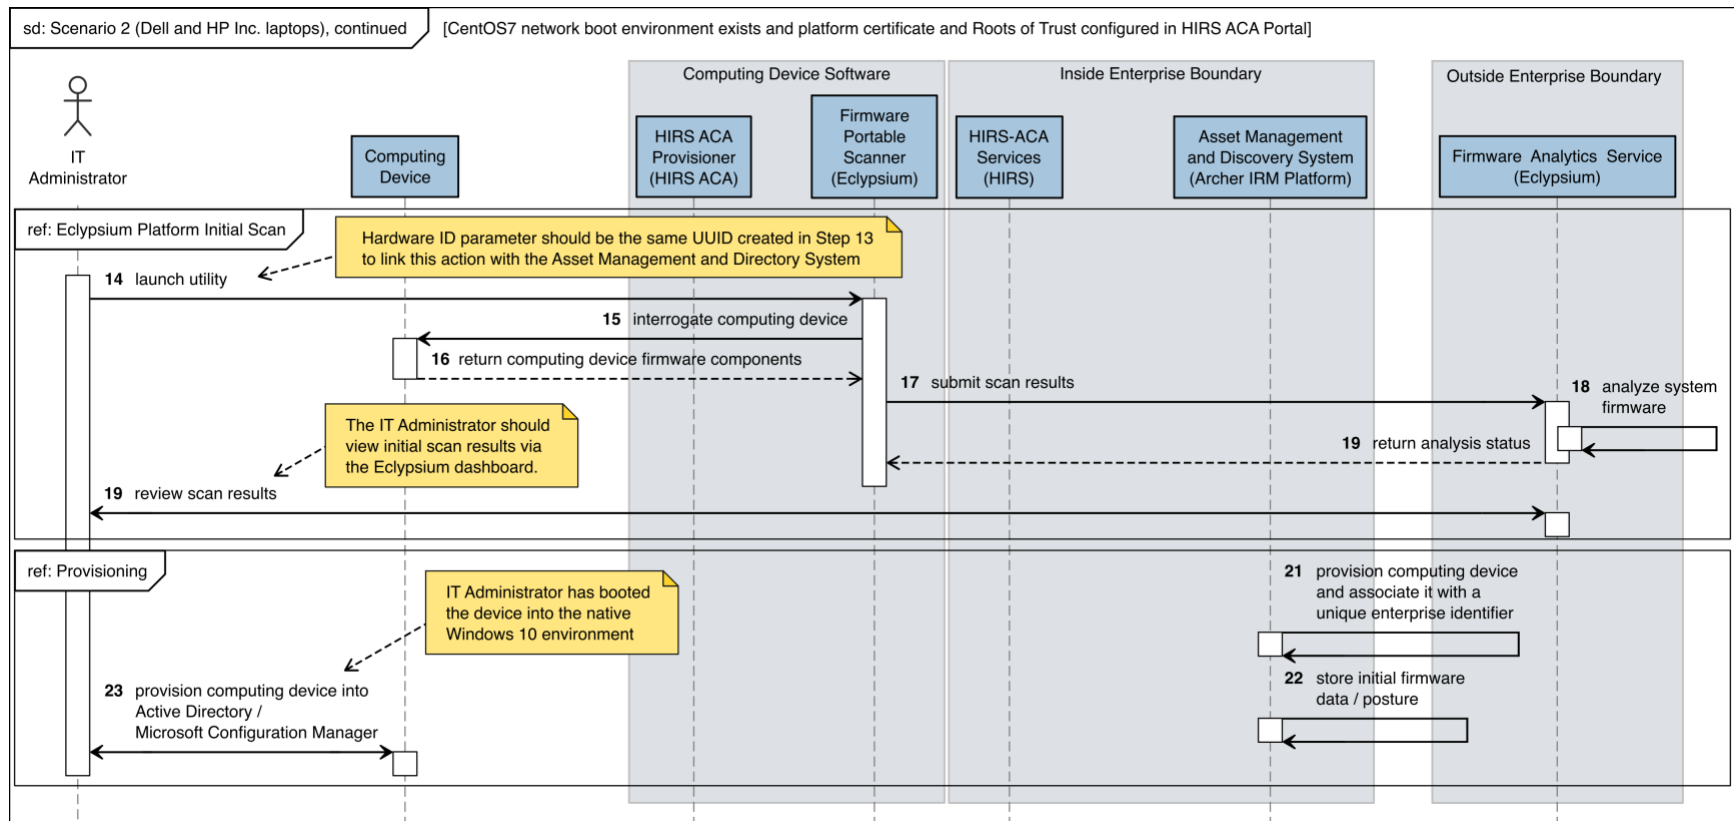 sd: Scenario 2 (Dell and HP Inc. laptops), continued
[CentOS7 network boot environment exists and platform certificate and Roots of Trust configured in HIRS ACA Portal]
Computing Device Software
Inside Enterprise Boundary
Outside Enterprise Boundary
IT
Administrator
Computing
Device
HIRS ACA
Provisioner
(HIRS ACA)
Firmware
Portable
Scanner
(Eclypsium)
HIRS-ACA
Services
(HIRS)
Asset Management
and Discovery System
(Archer IRM Platform)
Firmware Analytics Service
(Eclypsium)
ref: Eclypsium Platform Initial Scan
Hardware ID parameter should be the same UUID created in Step 13
to link this action with the Asset Management and Directory System
14 launch utility
15 interrogate computing device
16 return computing device firmware components
17 submit scan results
18 analyze system
firmware
19 return analysis status
The IT Administrator should
view initial scan results via
the Eclypsium dashboard.
19 review scan results
ref: Provisioning
IT Administrator has booted
the device into the native
Windows 10 environment
21 provision computing device
and associate it with a
unique enterprise identifier
22 store initial firmware
data / posture
23 provision computing device into
Active Directory /
Microsoft Configuration Manager